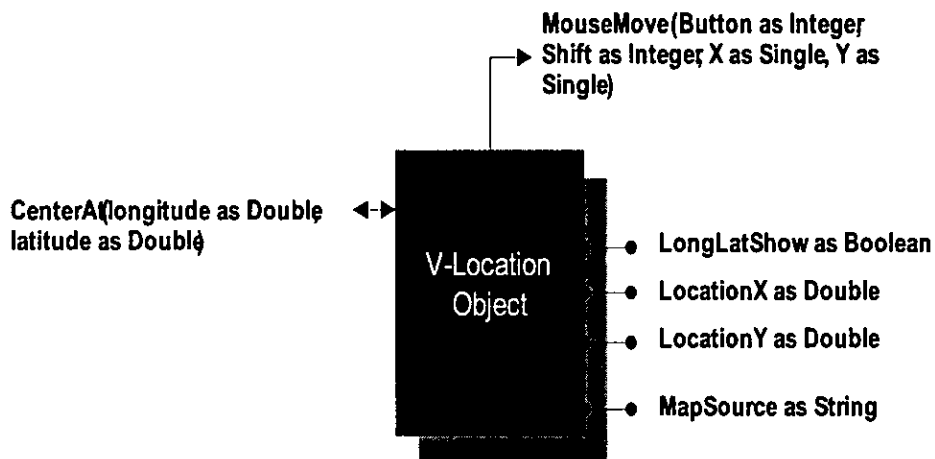 MouseMove(Button as Integer,
Shift as Integer, X as Single, Y as
Single)
CenterAt(longitude as Double,
latitude as Double)
V-Location
Object
LongLatShow as Boolean
LocationX as Double
LocationY as Double
MapSource as String